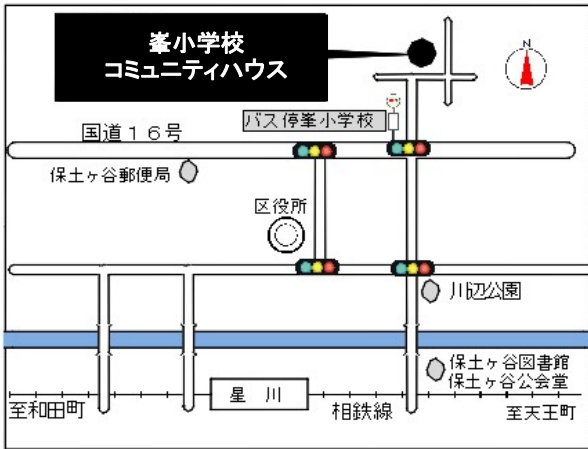 峯小学校
コミュニティハウス
N
バス停峯小学校
国道１６号
保土ヶ谷郵便局
区役所
川辺公園
保土ヶ谷図書館
保土ヶ谷公会堂
星 川
至和田町
相鉄線
至天王町